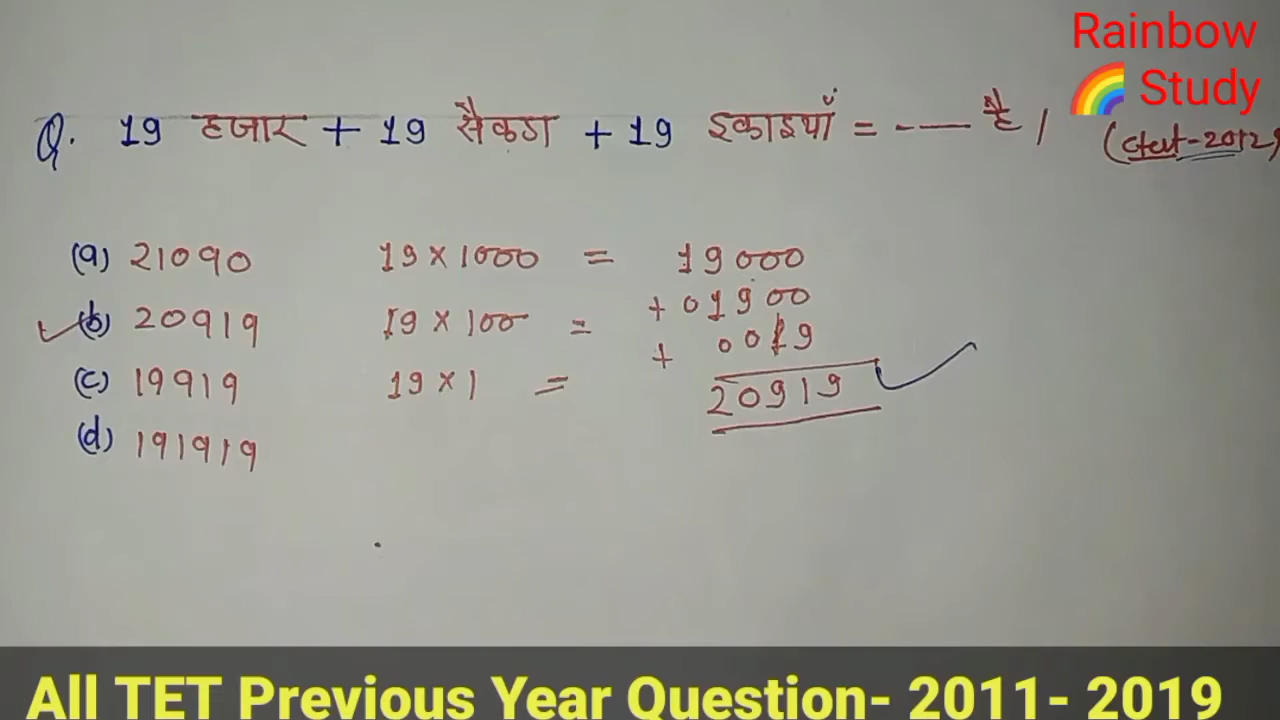 Rainbow
🌈 Study
Q. 19 हजार + 19 सैकडा + 19 इकाइयाँ = --— है।
(Ctet-2012)
(a) 21090 19 × 1000 = 19000
(b) 20919 19 × 100 = + 01900
(c) 19919 19 × 1 = + 0019
20919
(d) 191919
All TET Previous Year Question- 2011- 2019